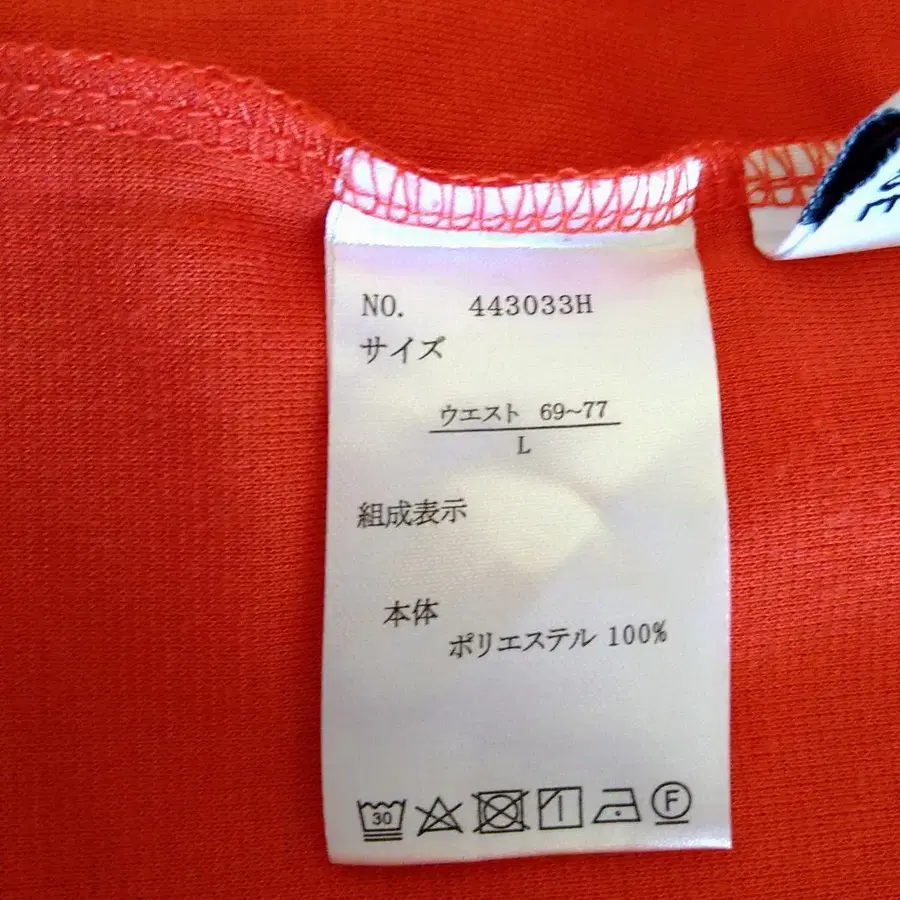 NO. 443033H
サイズ
ウエスト 69~77
L
組成表示
本体
ポリエステル 100%
30
F